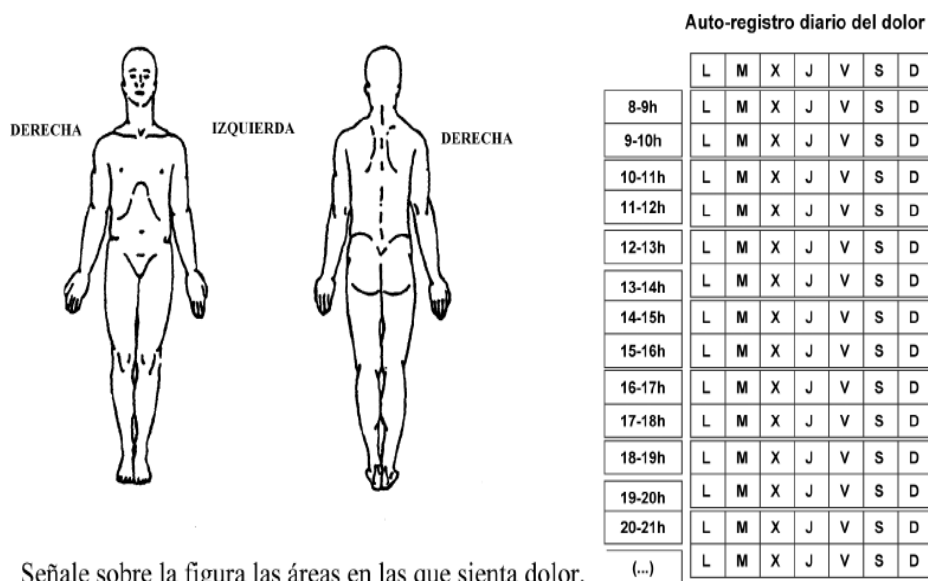 Auto-registro diario del dolor
DERECHA
IZQUIERDA
DERECHA
L M X J V S D
8-9h L M X J V S D
9-10h L M X J V S D
10-11h L M X J V S D
11-12h L M X J V S D
12-13h L M X J V S D
13-14h L M X J V S D
14-15h L M X J V S D
15-16h L M X J V S D
16-17h L M X J V S D
17-18h L M X J V S D
18-19h L M X J V S D
19-20h L M X J V S D
20-21h L M X J V S D
(...) L M X J V S D
Señale sobre la figura las áreas en las que sienta dolor.